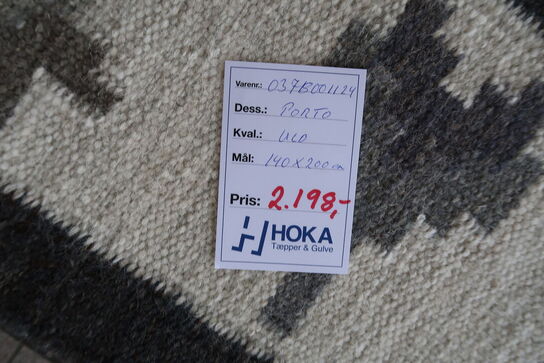 Varenr.: 037B001124
Dess.: PORTO
Kval.: ULD
Mål.: 140 X 200 cm
Pris: 2.198,-
HOKA
Tæpper & Gulve